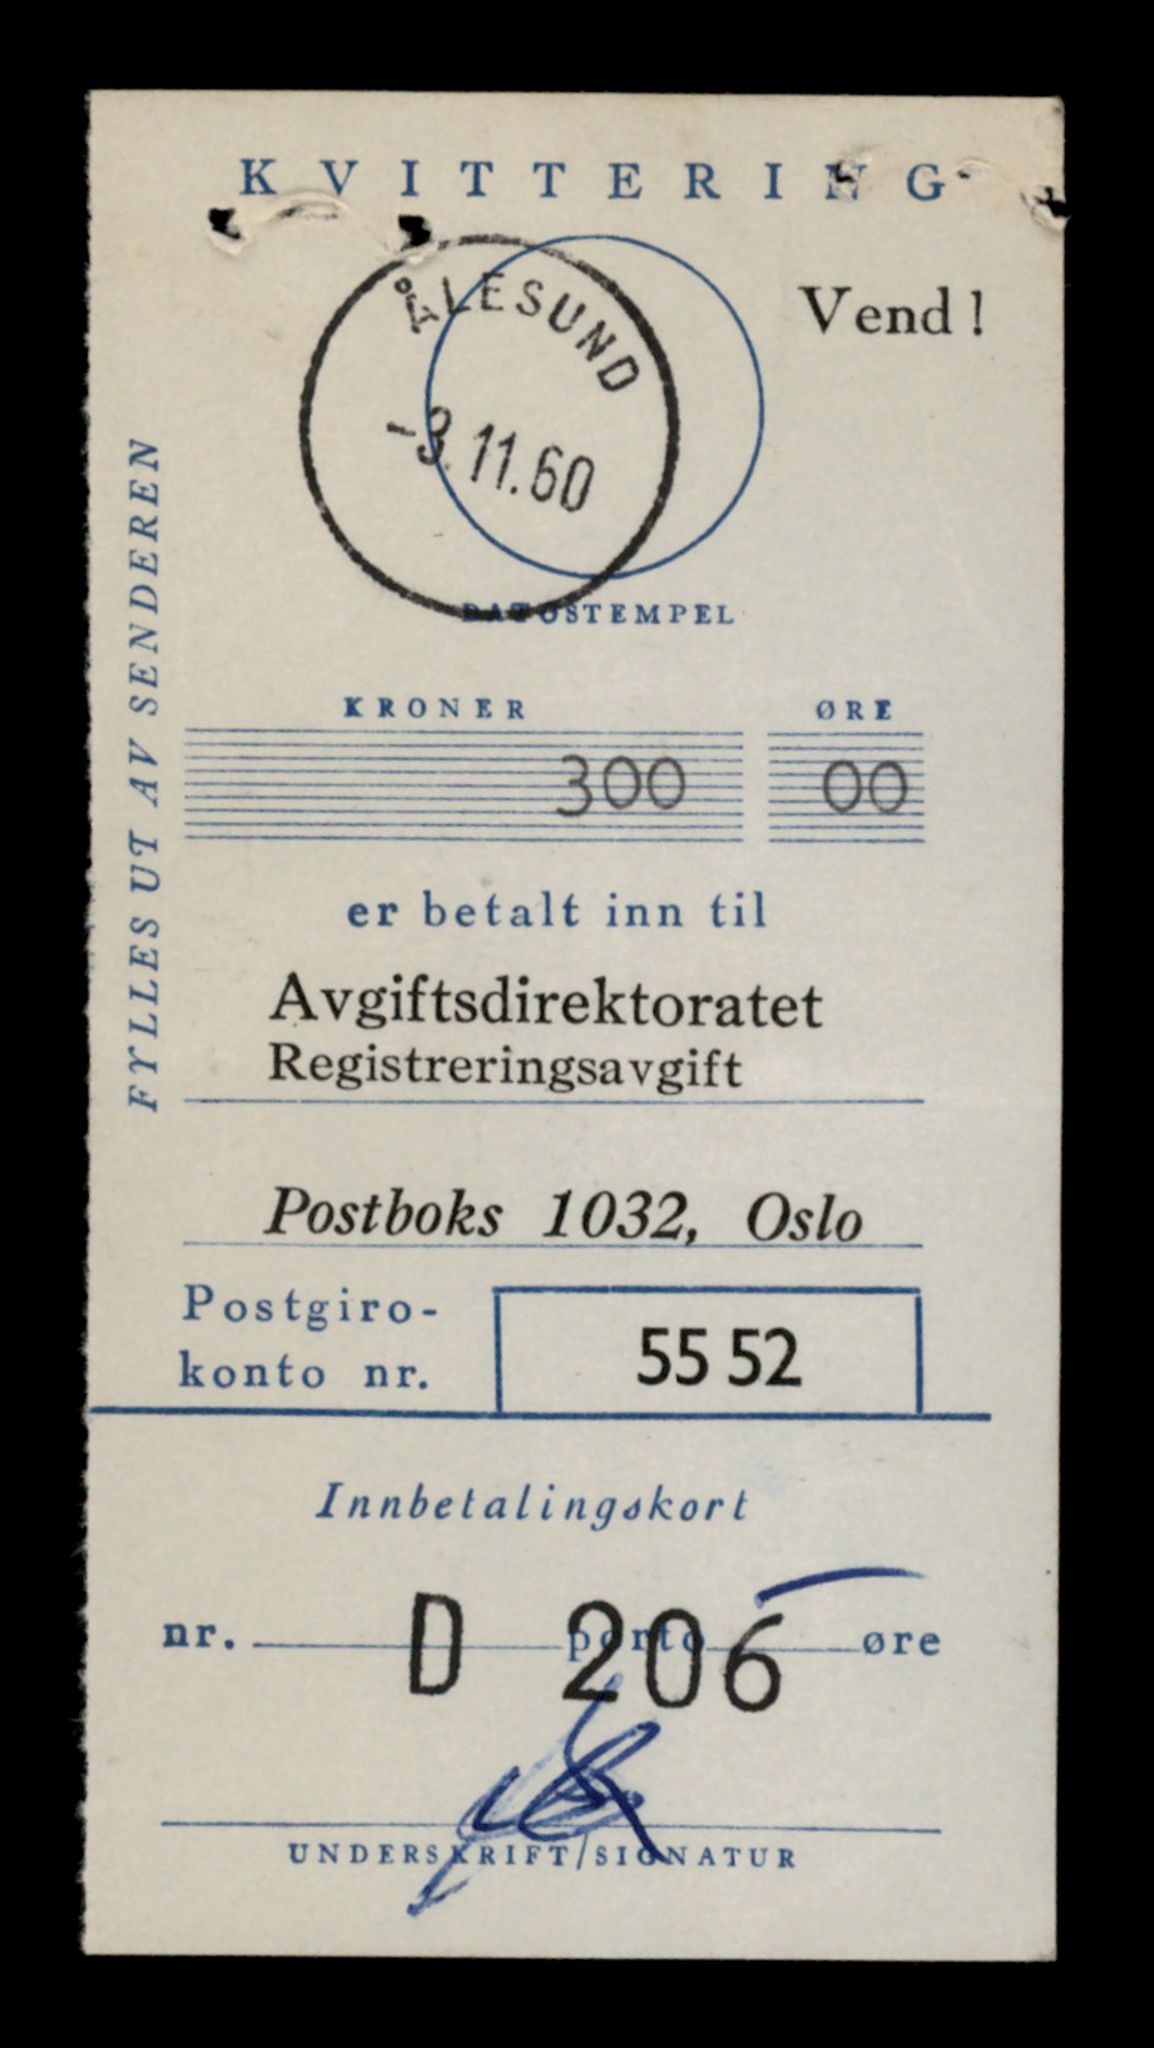 KVITTERING
Vend!
ÅLESUND
-3.11.60
DATOSTEMPEL
FYLLES UT AV SENDEREN
KRONER ØRE
300 00
er betalt inn til
Avgiftsdirektoratet
Registreringsavgift
Postboks 1032, Oslo
Postgiro-
konto nr. 55 52
Innbetalingskort
nr. porto øre
D 206
UNDERSKRIFT/SIGNATUR